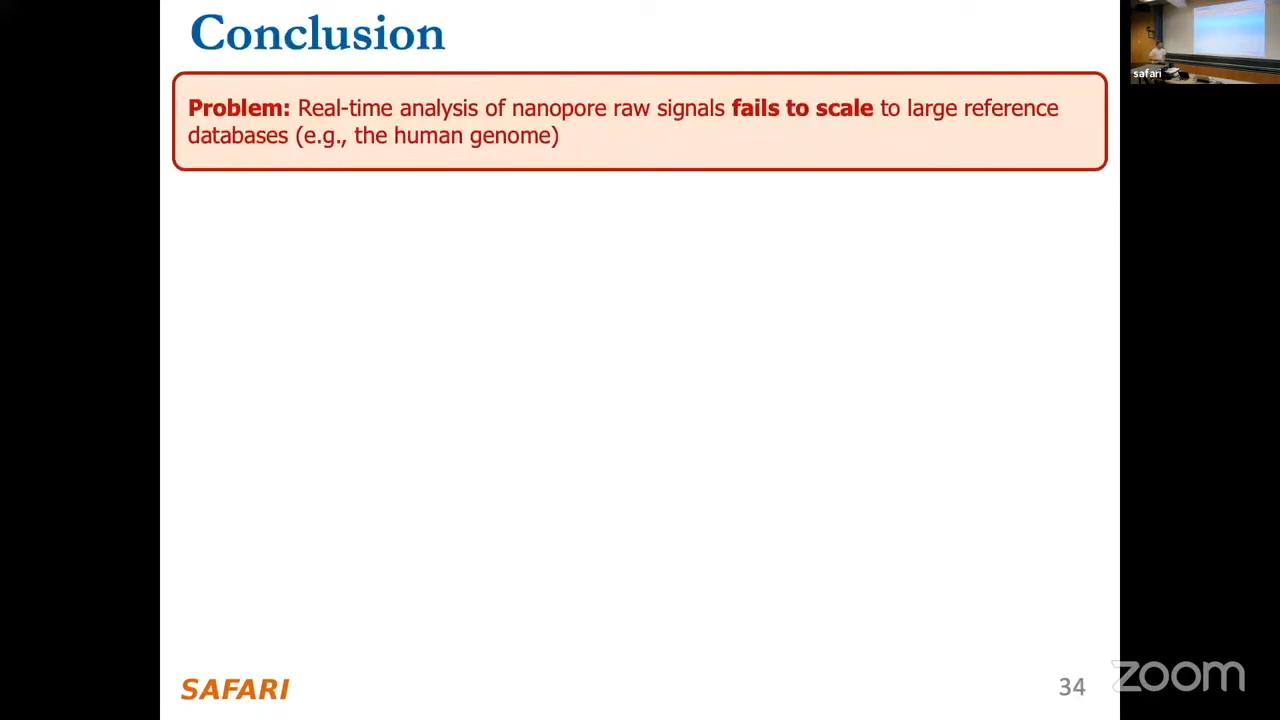 Conclusion
Problem: Real-time analysis of nanopore raw signals fails to scale to large reference
databases (e.g., the human genome)
safari
SAFARI
34
zoom